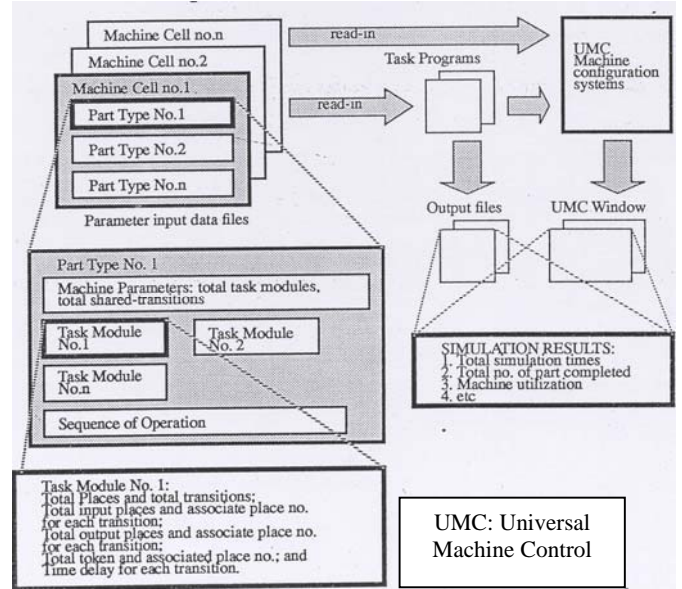 Machine Cell no.n
Machine Cell no.2
Machine Cell no.1
Part Type No.1
Part Type No.2
Part Type No.n
Parameter input data files
read-in
read-in
Task Programs
UMC
Machine
configuration
systems
Output files
UMC Window
Part Type No. 1
Machine Parameters: total task modules,
total shared-transitions
Task Module
No.1
Task Module
No. 2
Task Module
No.n
Sequence of Operation
SIMULATION RESULTS:
1. Total simulation times
2. Total no. of part completed
3. Machine utilization
4. etc
Task Module No. 1:
Total Places and total transitions;
Total input places and associate place no.
for each transition;
Total output places and associate place no.
for each transition;
Total token and associated place no.; and
Time delay for each transition.
UMC: Universal
Machine Control